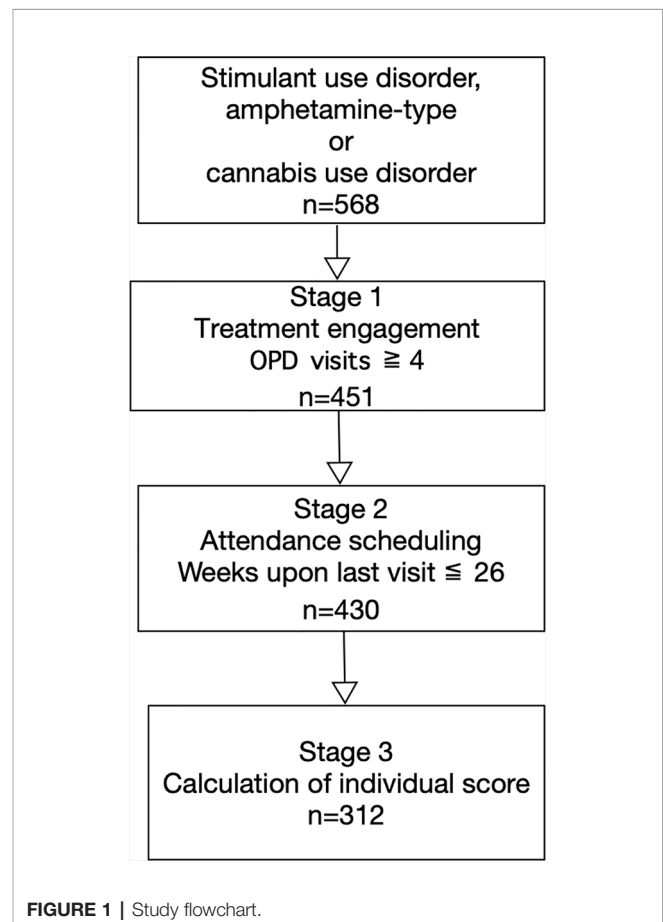 Stimulant use disorder,
amphetamine-type
or
cannabis use disorder
n=568
Stage 1
Treatment engagement
OPD visits ≧ 4
n=451
Stage 2
Attendance scheduling
Weeks upon last visit ≦ 26
n=430
Stage 3
Calculation of individual score
n=312
FIGURE 1 | Study flowchart.